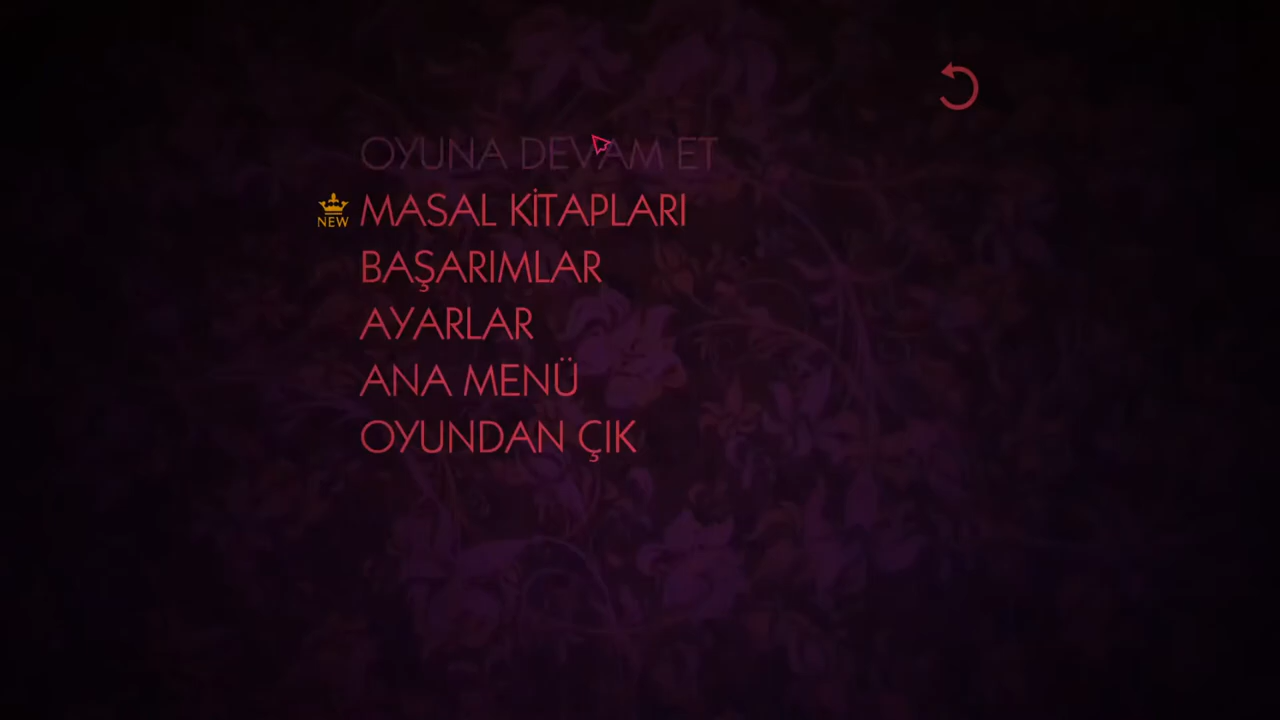 OYUNA DEVAM ET
NEW MASAL KİTAPLARI
BAŞARIMLAR
AYARLAR
ANA MENÜ
OYUNDAN ÇIK